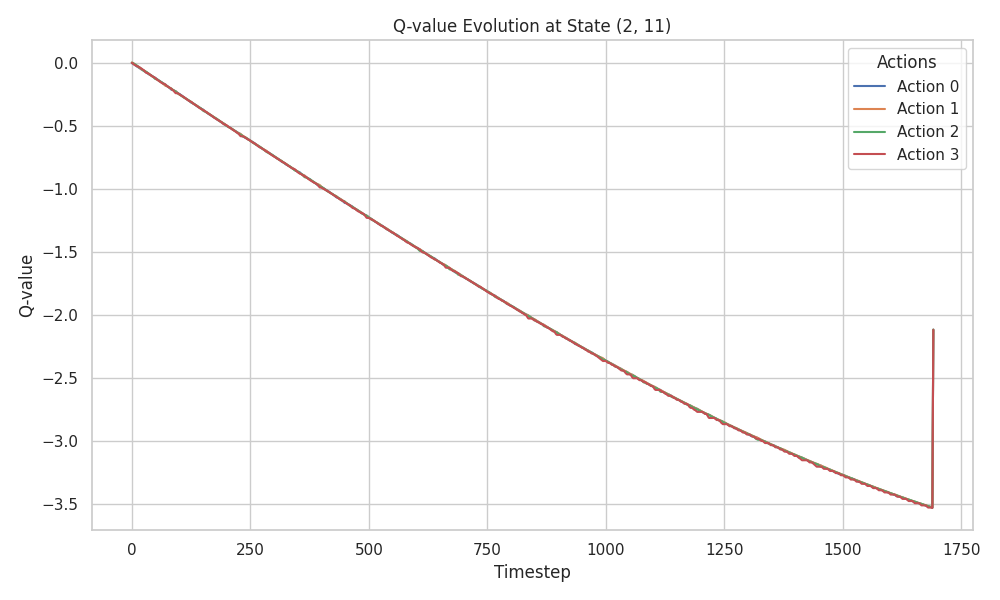 Q-value Evolution at State (2, 11)
Actions
Action 0
Action 1
Action 2
Action 3
Q-value
0.0
−0.5
−1.0
−1.5
−2.0
−2.5
−3.0
−3.5
0 250 500 750 1000 1250 1500 1750
Timestep